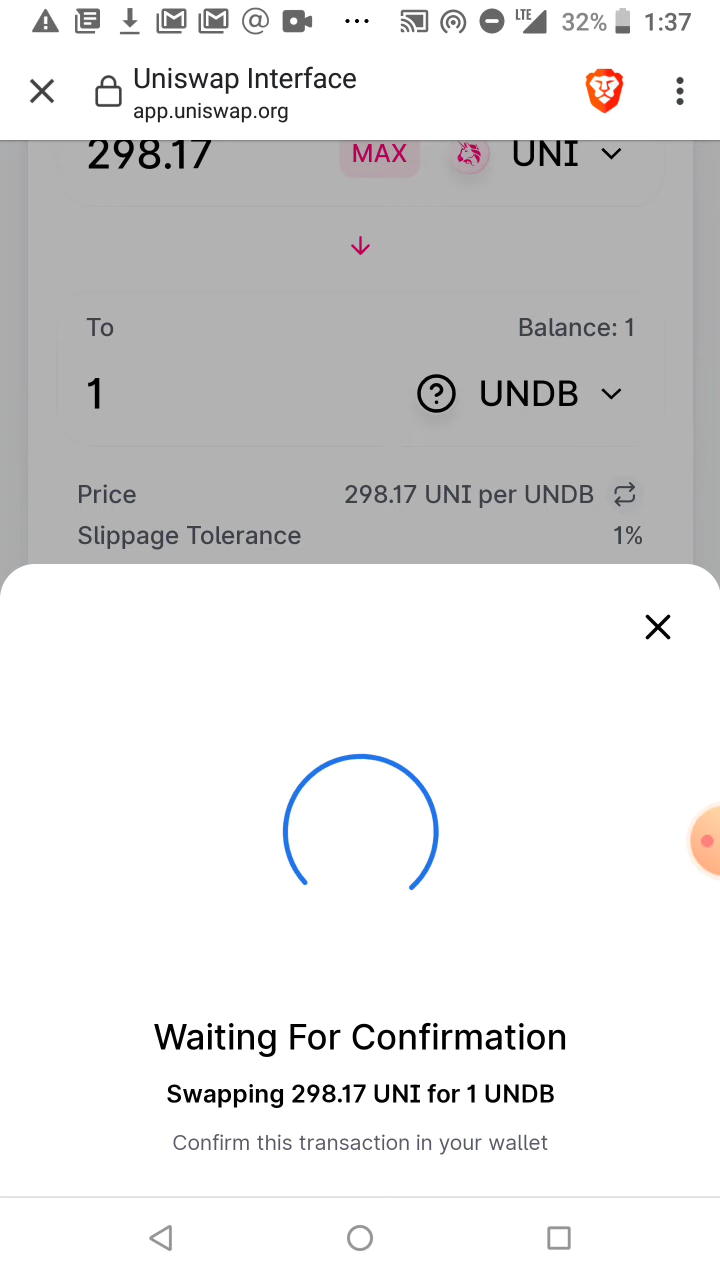 LTE 32% 1:37
Uniswap Interface
app.uniswap.org
298.17 MAX UNI
To Balance: 1
1 UNDB
Price 298.17 UNI per UNDB
Slippage Tolerance 1%
Waiting For Confirmation
Swapping 298.17 UNI for 1 UNDB
Confirm this transaction in your wallet